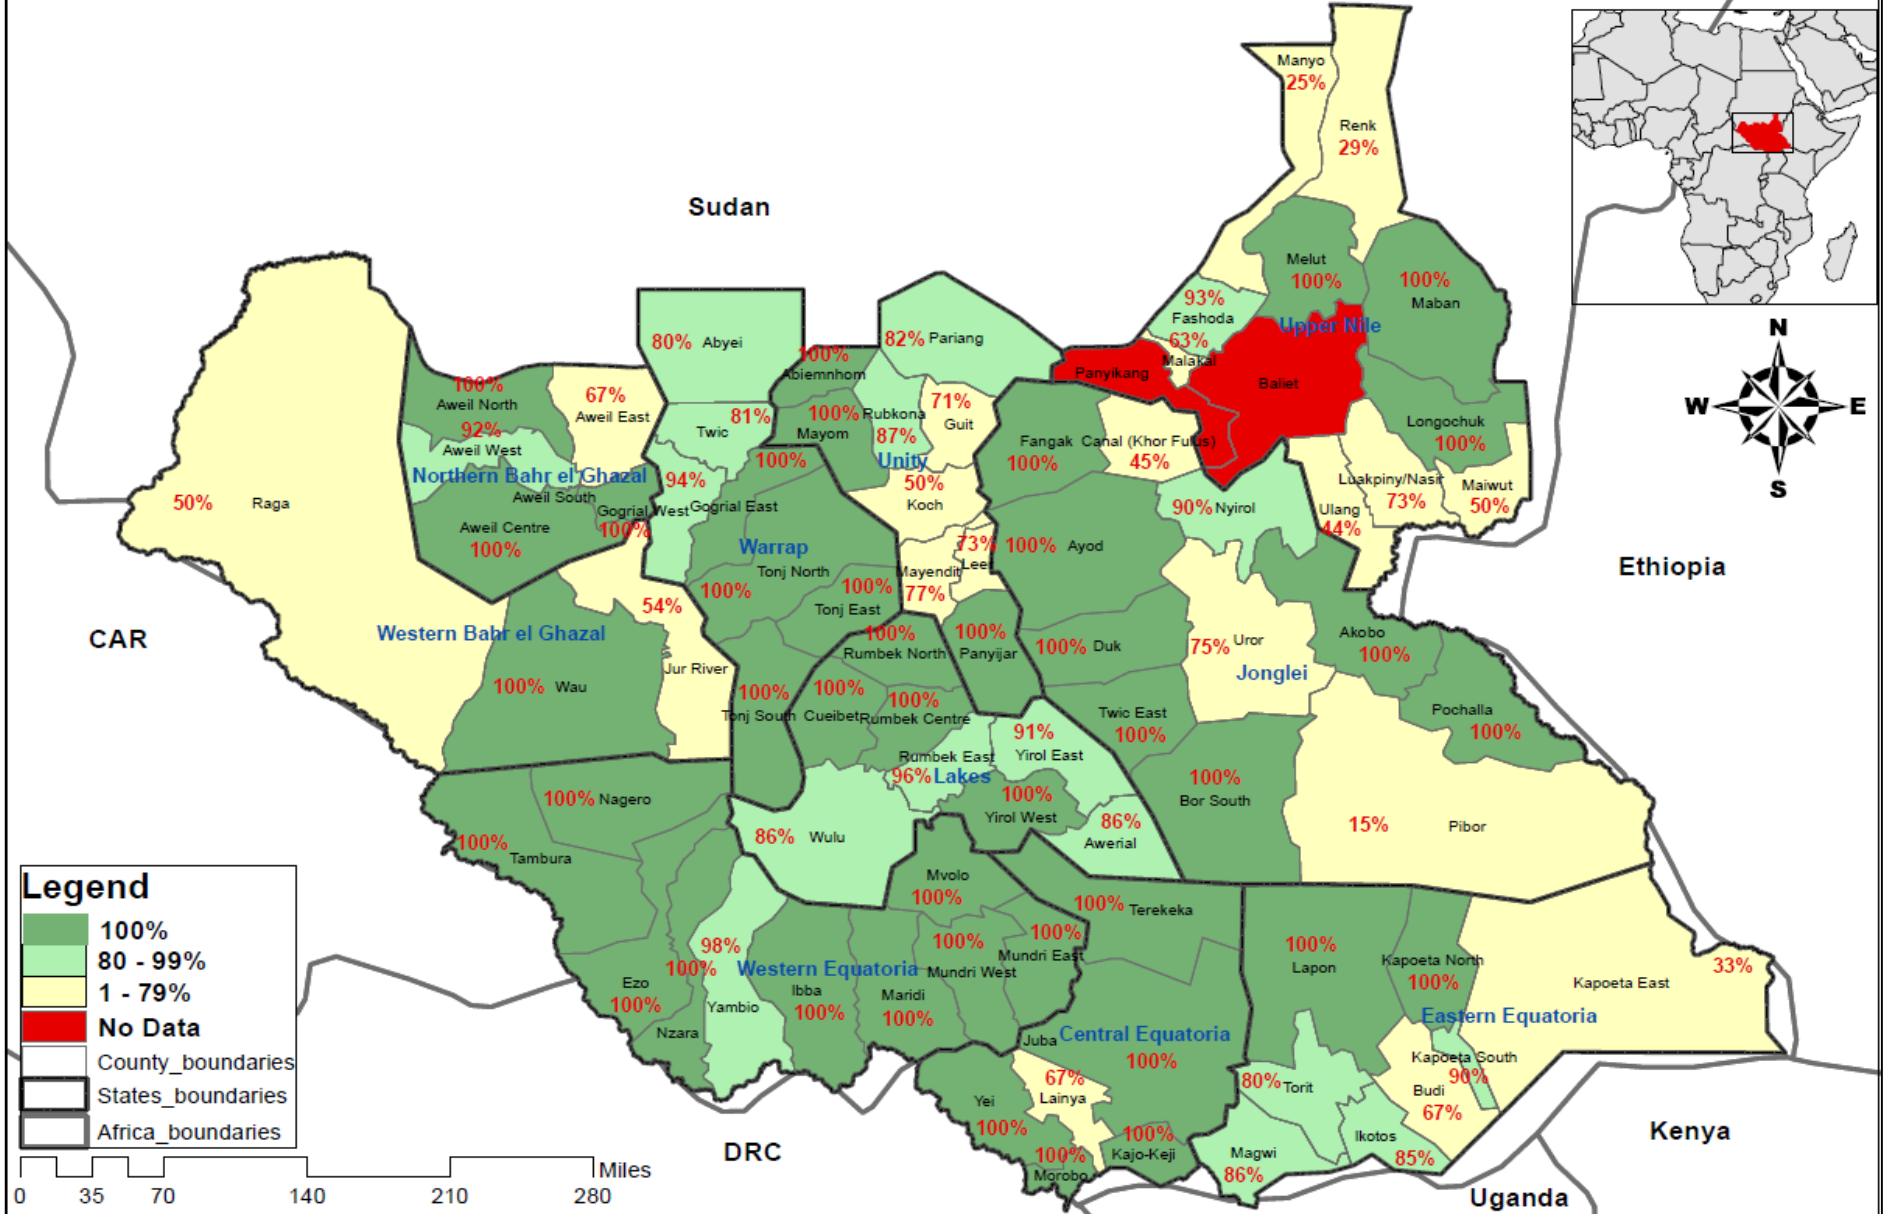 Manyo
25%
Renk
29%
Sudan
Melut
100%
100%
Maban
93%
Fashoda
63%
Malakal
Upper Nile
Panyikang
Baliet
N
W
E
S
80% Abyei
82% Pariang
100%
Abiemnhom
100%
Aweil North
67%
Aweil East
92%
Aweil West
81%
Twic
100%
Mayom
Rubkona
87%
71%
Guit
Unity
Fangak
100%
Canal (Khor Fulus)
45%
Longochuk
100%
Northern Bahr el Ghazal
Aweil South
Aweil Centre
100%
50%
Raga
94%
Gogrial West
100%
100%
Gogrial East
50%
Koch
90% Nyirol
Ulang
44%
Luakpiny/Nasir
73%
Maiwut
50%
Warrap
Tonj North
100%
100%
Tonj East
73%
Leer
Mayendit
77%
100% Ayod
Ethiopia
CAR
Western Bahr el Ghazal
54%
Jur River
100% Wau
100%
Rumbek North
100%
Panyijar
100% Duk
75% Uror
Jonglei
Akobo
100%
Pochalla
100%
100%
Tonj South
100%
Cueibet
100%
Rumbek Centre
91%
Yirol East
Twic East
100%
Rumbek East
96%
Lakes
100%
Yirol West
100%
Bor South
100% Nagero
100%
Tambura
86% Wulu
86%
Awerial
15%
Pibor
Mvolo
100%
100% Terekeka
100%
Lapon
Kapoeta North
100%
Kapoeta East
33%
98%
100%
Ezo
100%
Nzara
Yambio
Western Equatoria
Ibba
100%
Maridi
100%
100%
Mundri West
100%
Mundri East
Juba
Central Equatoria
100%
Eastern Equatoria
Kapoeta South
90%
Budi
67%
67%
Lainya
Yei
100%
100%
Morobo
100%
Kajo-Keji
80% Torit
Magwi
86%
Ikotos
85%
DRC
Kenya
Uganda
Legend
100%
80 - 99%
1 - 79%
No Data
County_boundaries
States_boundaries
Africa_boundaries
Miles
0 35 70 140 210 280